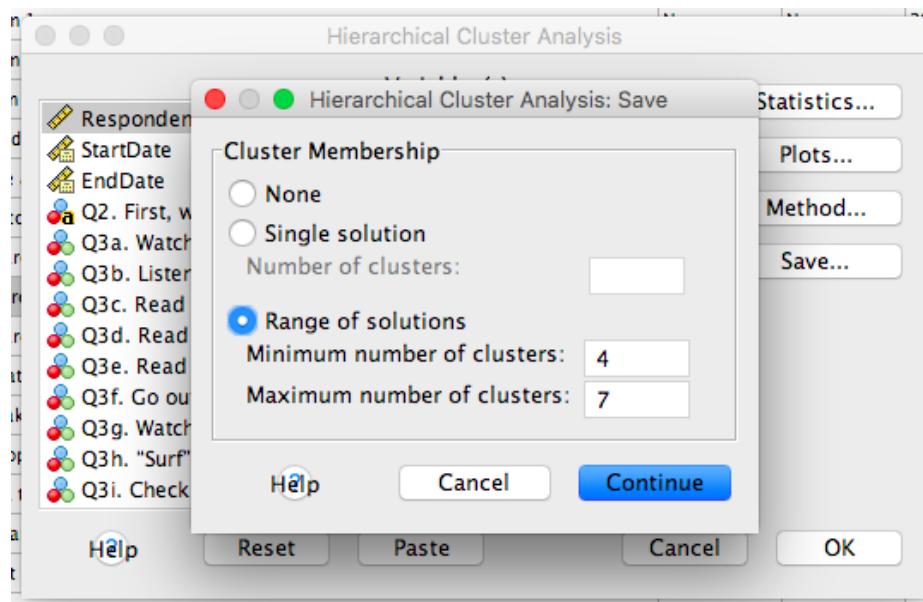 Hierarchical Cluster Analysis
Hierarchical Cluster Analysis: Save
Statistics...
Plots...
Method...
Save...
StartDate
EndDate
Q2. First, w
Q3a. Watch
Q3b. Listen
Q3c. Read
Q3d. Read
Q3e. Read
Q3f. Go ou
Q3g. Watch
Q3h. "Surf"
Q3i. Check
Cluster Membership
None
Single solution
Number of clusters:
Range of solutions
Minimum number of clusters: 4
Maximum number of clusters: 7
Help
Cancel
Continue
Help
Reset
Paste
Cancel
OK